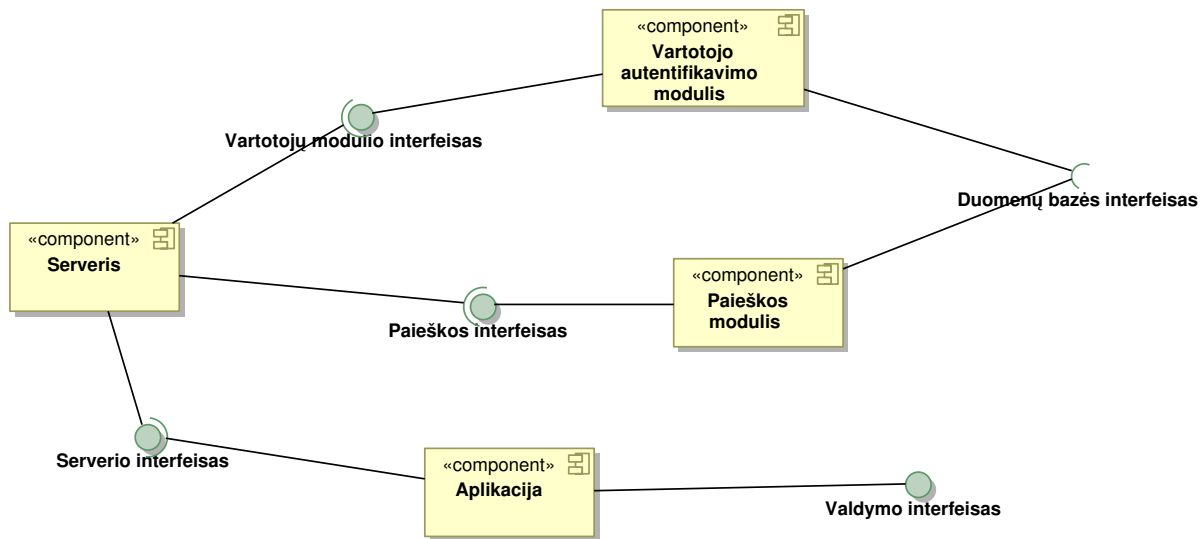 «component»
Vartotojo
autentifikavimo
modulis
Vartotojų modulio interfeisas
Duomenų bazės interfeisas
«component»
Serveris
«component»
Paieškos
modulis
Paieškos interfeisas
Serverio interfeisas
«component»
Aplikacija
Valdymo interfeisas